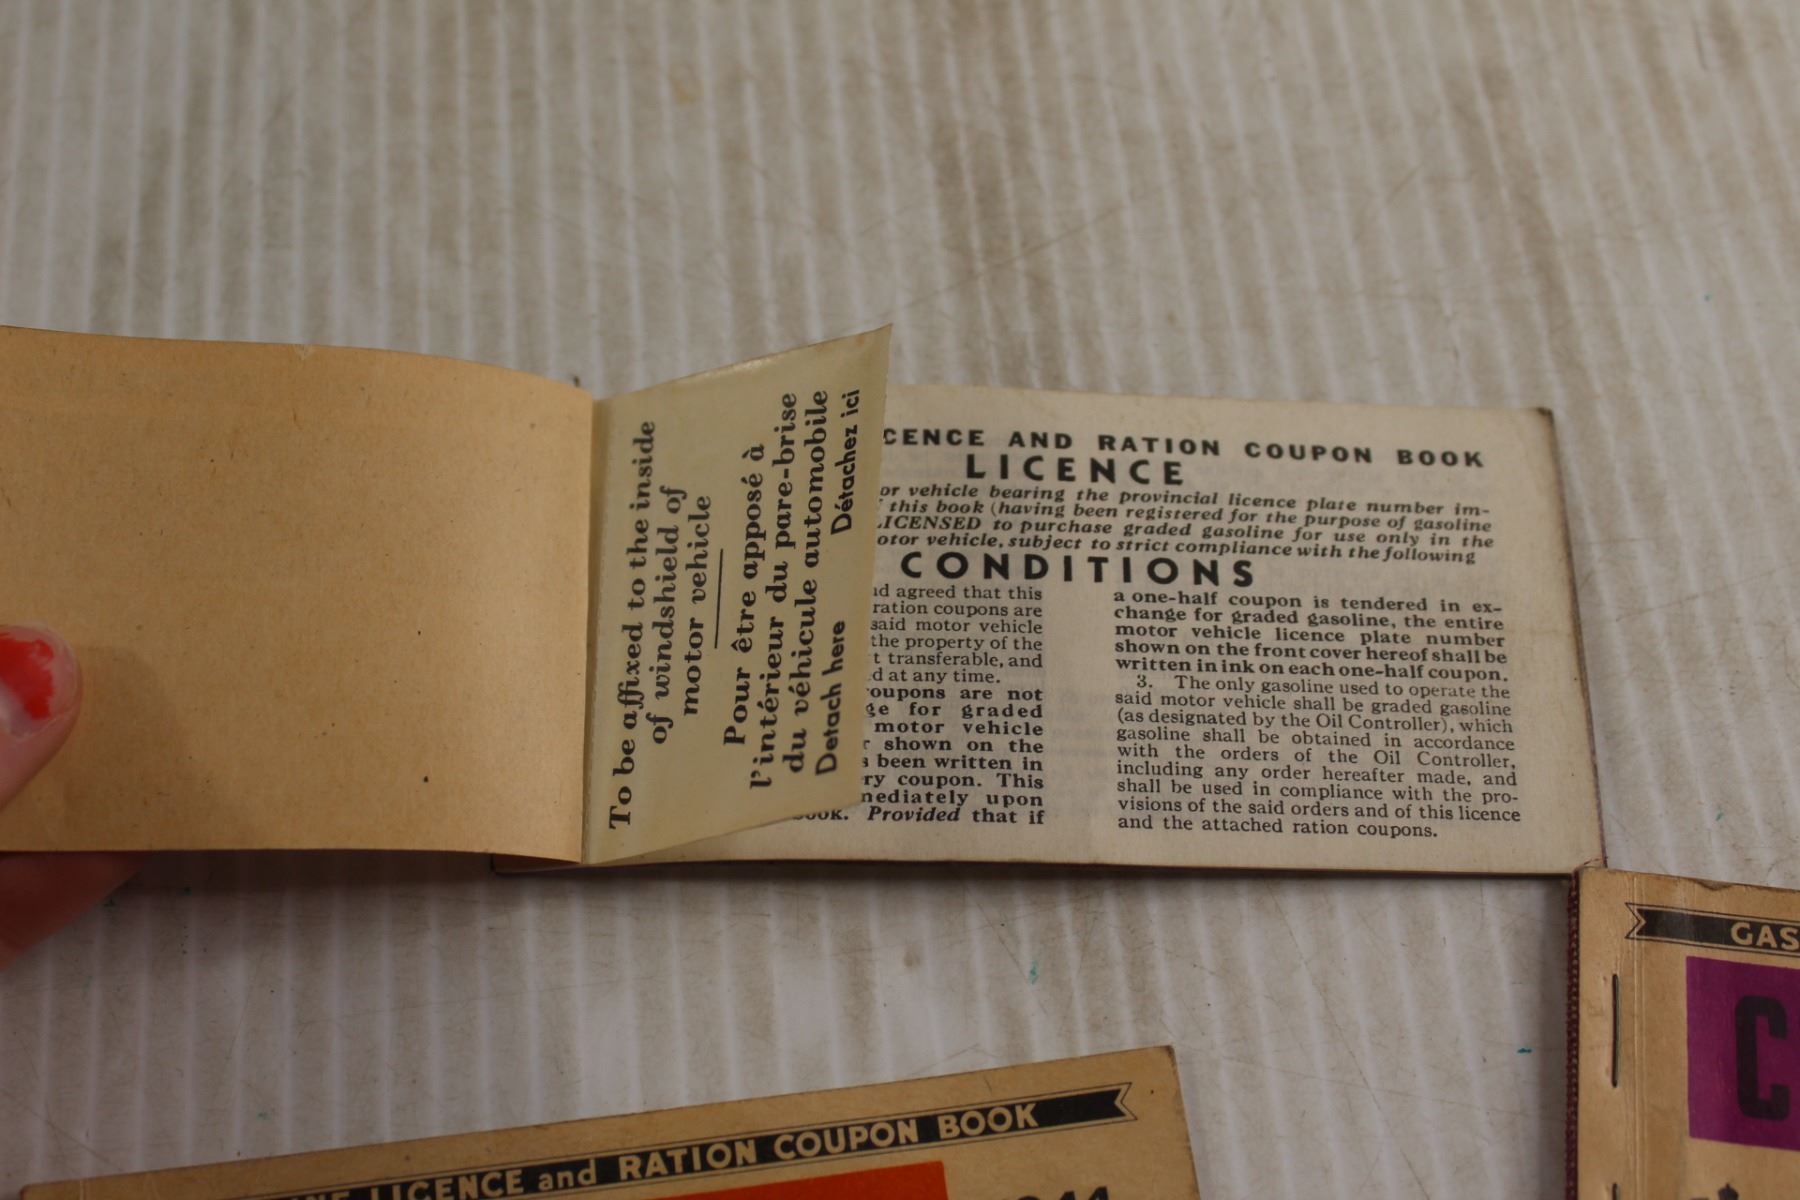 To be affixed to the inside
of windshield of
motor vehicle
Pour être apposé à
l'intérieur du pare-brise
du véhicule automobile
Detach here Détachez ici
CENCE AND RATION COUPON BOOK
LICENCE
or vehicle bearing the provincial licence plate number im-
this book (having been registered for the purpose of gasoline
LICENSED to purchase graded gasoline for use only in the
otor vehicle, subject to strict compliance with the following
CONDITIONS
nd agreed that this
ration coupons are
said motor vehicle
the property of the
t transferable, and
d at any time.
oupons are not
ge for graded
motor vehicle
r shown on the
s been written in
ry coupon. This
mediately upon
book. Provided that if
a one-half coupon is tendered in ex-
change for graded gasoline, the entire
motor vehicle licence plate number
shown on the front cover hereof shall be
written in ink on each one-half coupon.
3. The only gasoline used to operate the
said motor vehicle shall be graded gasoline
(as designated by the Oil Controller), which
gasoline shall be obtained in accordance
with the orders of the Oil Controller,
including any order hereafter made, and
shall be used in compliance with the pro-
visions of the said orders and of this licence
and the attached ration coupons.
GAS
C
NE LICENCE and RATION COUPON BOOK